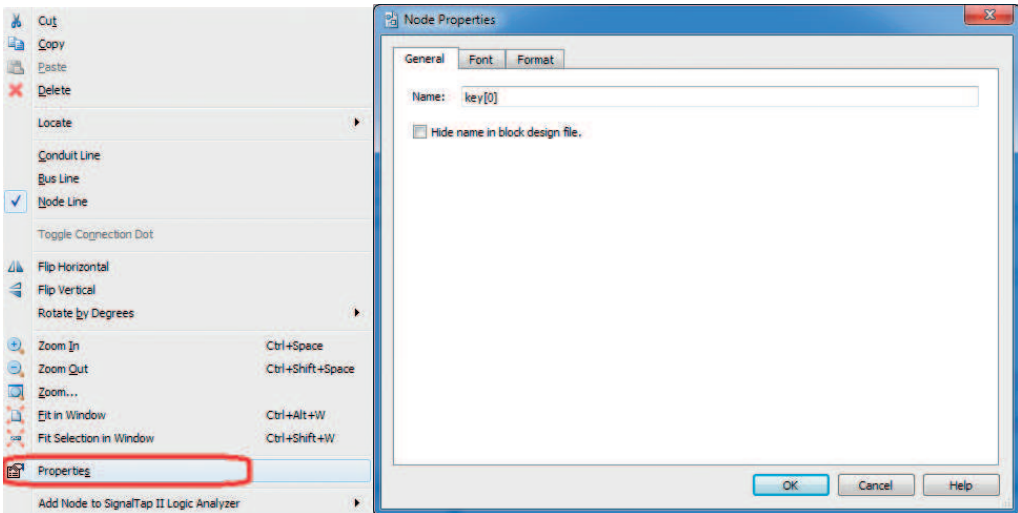 Cut
Copy
Paste
Delete
Locate
Conduit Line
Bus Line
Node Line
Toggle Connection Dot
Flip Horizontal
Flip Vertical
Rotate by Degrees
Zoom In Ctrl+Space
Zoom Out Ctrl+Shift+Space
Zoom...
Fit in Window Ctrl+Alt+W
Fit Selection in Window Ctrl+Shift+W
Properties
Add Node to SignalTap II Logic Analyzer
Node Properties
General Font Format
Name: key[0]
Hide name in block design file.
OK Cancel Help